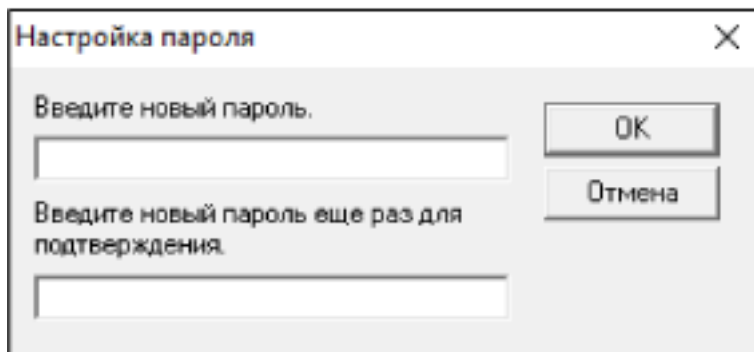 Настройка пароля
Введите новый пароль.
OK
Отмена
Введите новый пароль еще раз для
подтверждения.